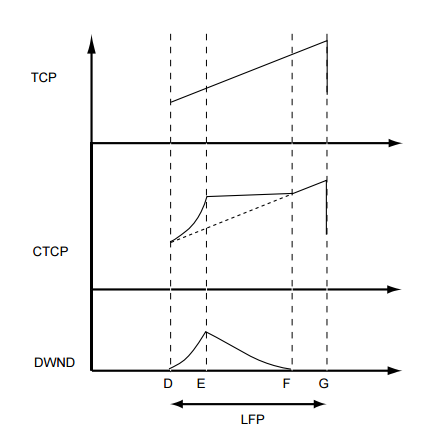 TCP
CTCP
DWND
D E F G
LFP